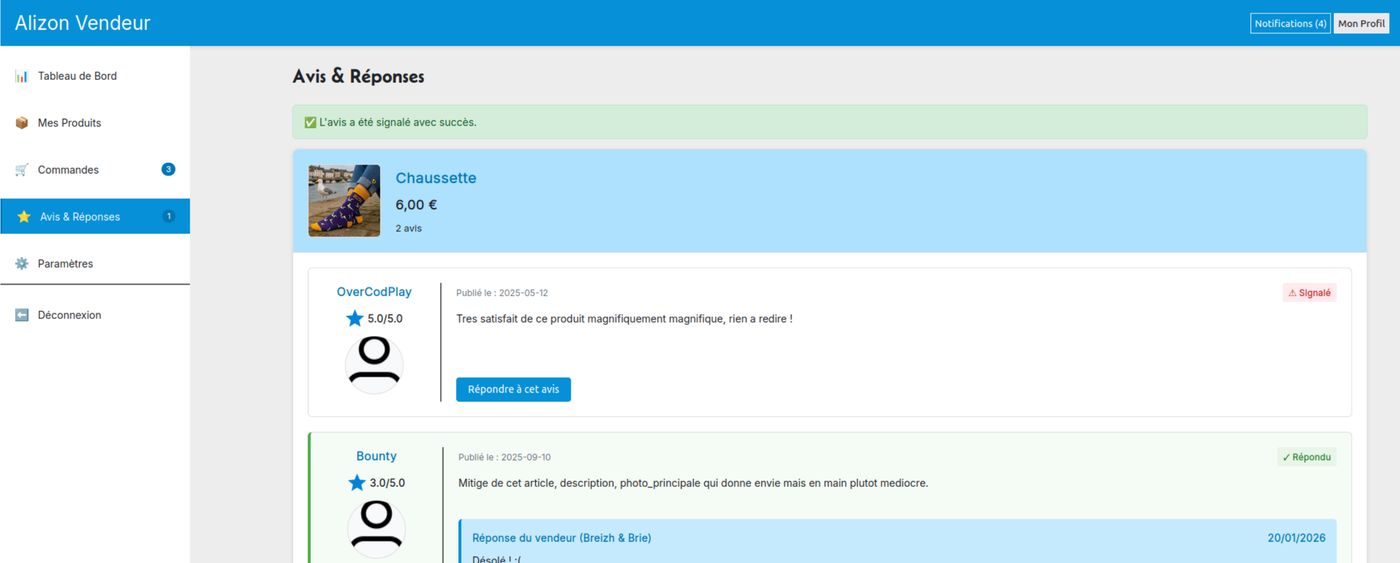 Alizon Vendeur
Notifications (4)
Mon Profil
Tableau de Bord
Mes Produits
Commandes
3
Avis & Réponses
1
Paramètres
Déconnexion
Avis & Réponses
✅ L'avis a été signalé avec succès.
Chaussette
6,00 €
2 avis
OverCodPlay
5.0/5.0
Publié le : 2025-05-12
⚠ Signalé
Tres satisfait de ce produit magnifiquement magnifique, rien a redire !
Répondre à cet avis
Bounty
3.0/5.0
Publié le : 2025-09-10
✓ Répondu
Mitige de cet article, description, photo_principale qui donne envie mais en main plutot mediocre.
Réponse du vendeur (Breizh & Brie)
20/01/2026
Désolé ! :(